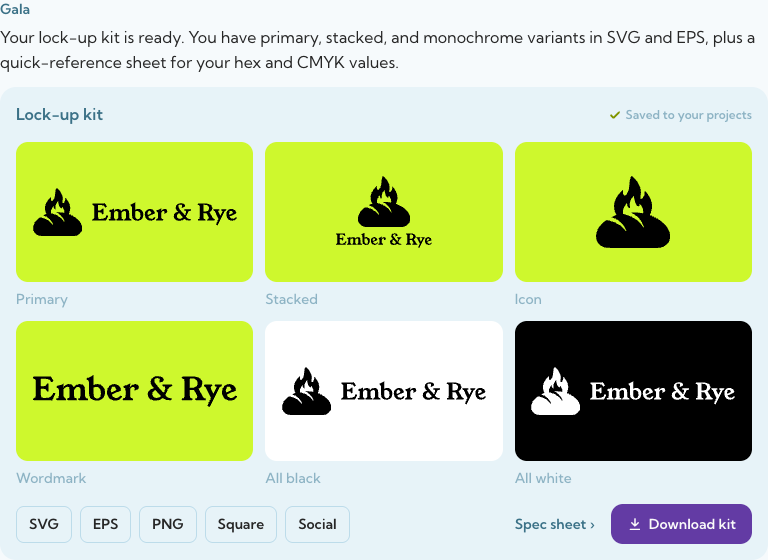 Gala
Your lock-up kit is ready. You have primary, stacked, and monochrome variants in SVG and EPS, plus a
quick-reference sheet for your hex and CMYK values.
Lock-up kit
Saved to your projects
Ember & Rye
Ember & Rye
Primary
Stacked
Icon
Ember & Rye
Ember & Rye
Ember & Rye
Wordmark
All black
All white
SVG
EPS
PNG
Square
Social
Spec sheet ›
Download kit